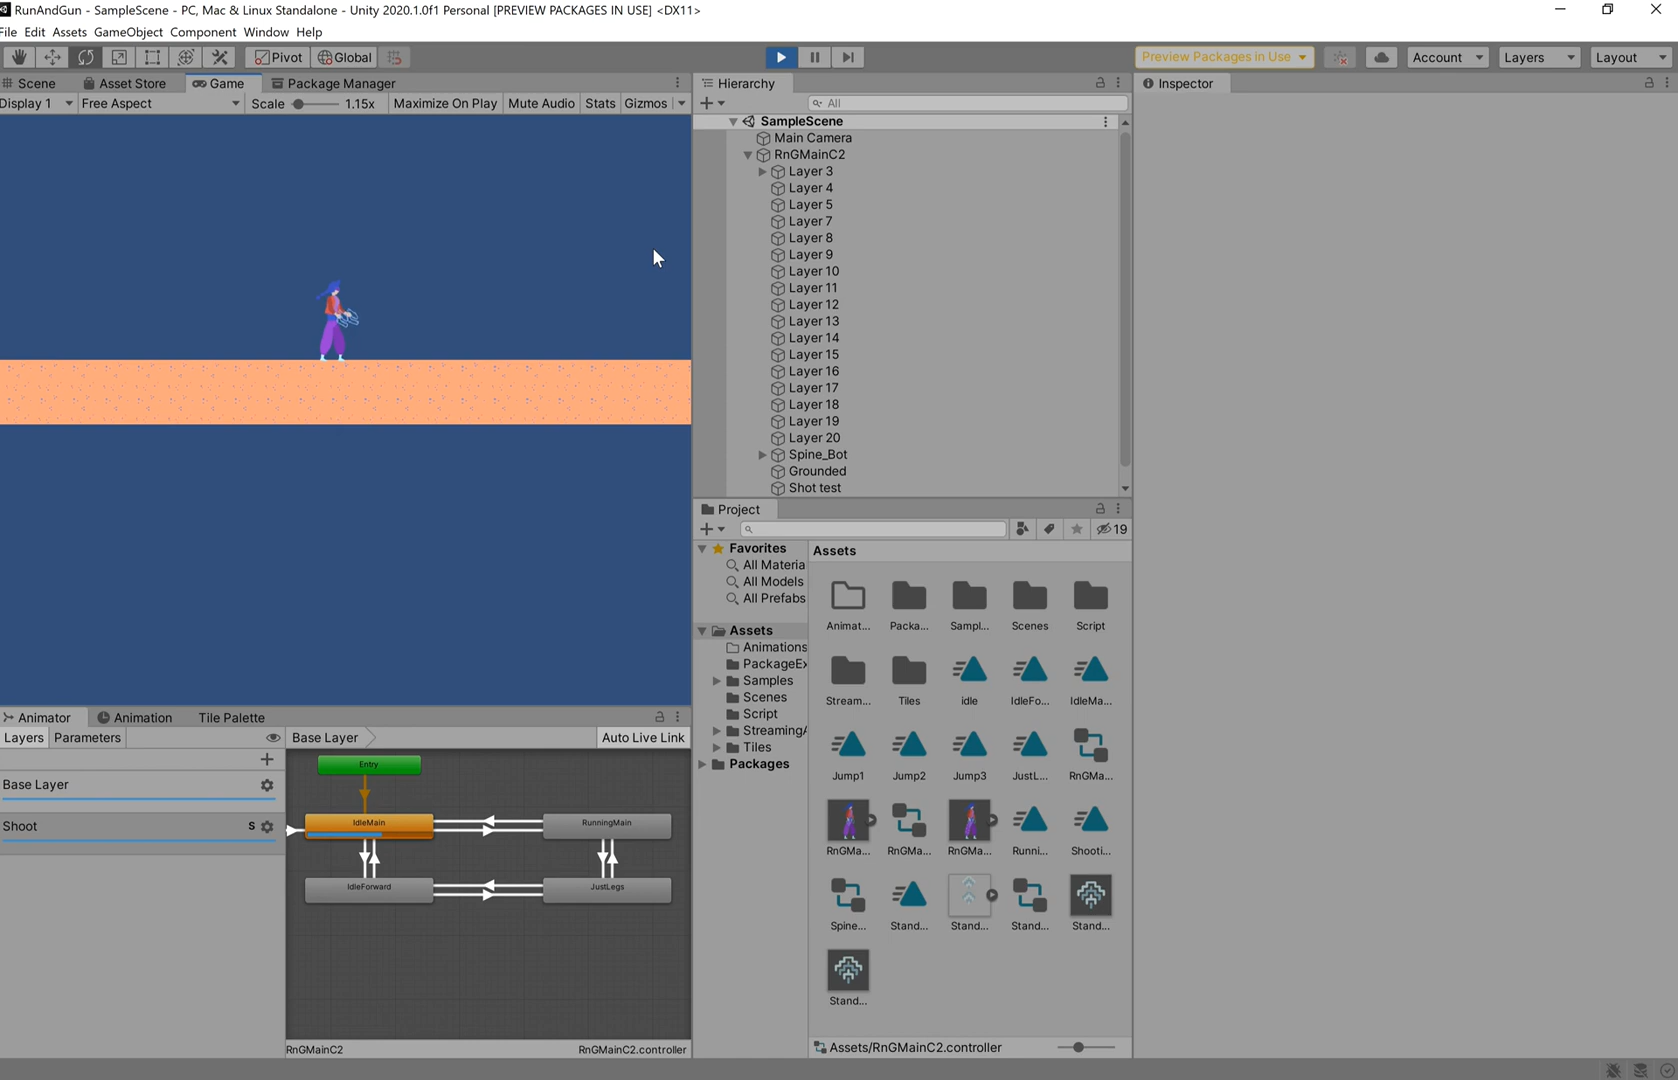 RunAndGun - SampleScene - PC, Mac & Linux Standalone - Unity 2020.1.0f1 Personal [PREVIEW PACKAGES IN USE] <DX11>
File Edit Assets GameObject Component Window Help
Pivot Global Preview Packages in Use Account Layers Layout
Scene Asset Store Game Package Manager
Display 1 Free Aspect Scale 1.15x Maximize On Play Mute Audio Stats Gizmos
Hierarchy
All
SampleScene
Main Camera
RnGMainC2
Layer 3
Layer 4
Layer 5
Layer 7
Layer 8
Layer 9
Layer 10
Layer 11
Layer 12
Layer 13
Layer 14
Layer 15
Layer 16
Layer 17
Layer 18
Layer 19
Layer 20
Spine_Bot
Grounded
Shot test
Inspector
Project
19
Favorites
All Materia
All Models
All Prefabs
Assets
Animations
PackageEx
Samples
Scenes
Script
StreamingA
Tiles
Packages
Assets
Animat... Packa... Sampl... Scenes Script
Stream... Tiles idle IdleFo... IdleMa...
Jump1 Jump2 Jump3 JustL... RnGMa...
RnGMa... RnGMa... RnGMa... Runni... Shooti...
Spine... Stand... Stand... Stand... Stand...
Stand...
Assets/RnGMainC2.controller
Animator Animation Tile Palette
Layers Parameters Base Layer Auto Live Link
Base Layer
Shoot S
Entry
IdleMain RunningMain
IdleForward JustLegs
RnGMainC2 RnGMainC2.controller